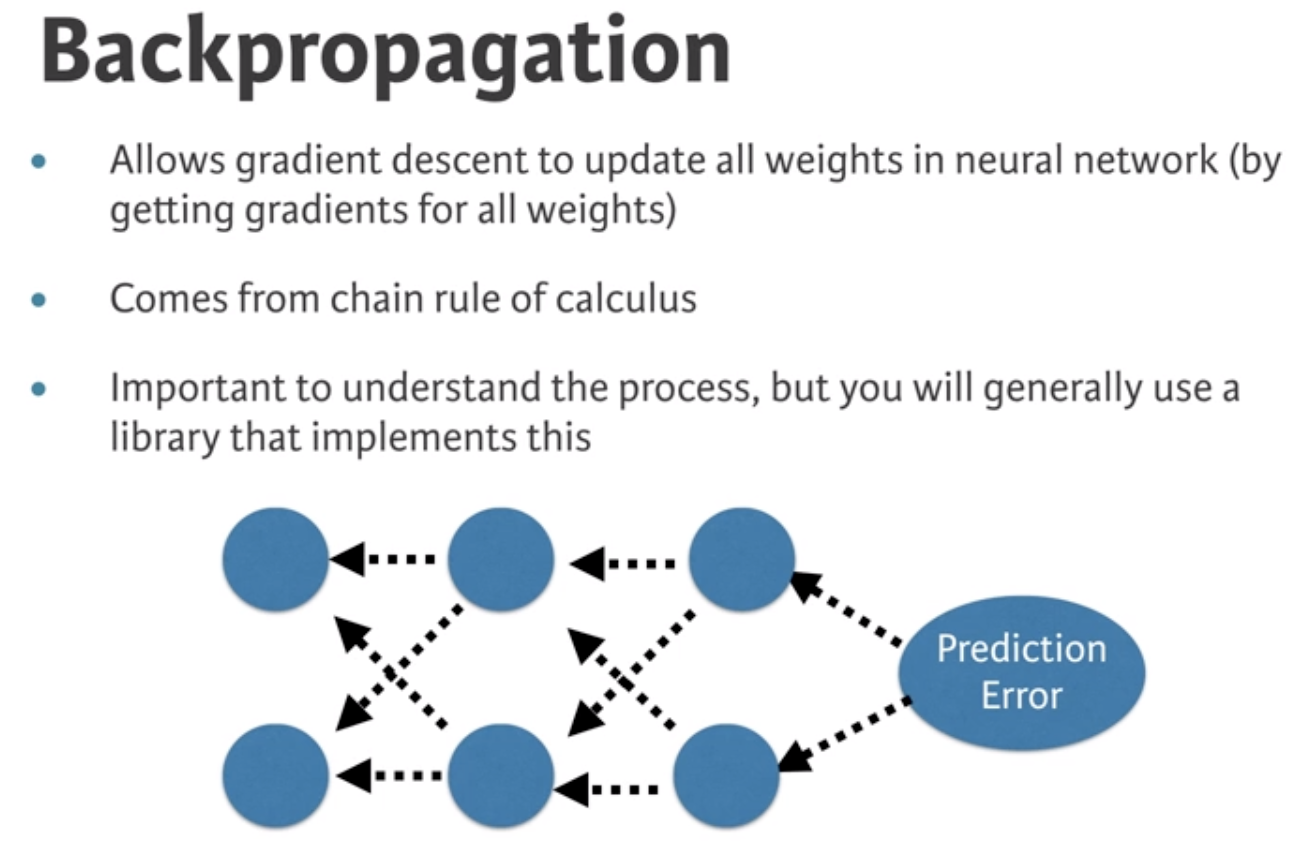 Backpropagation
• Allows gradient descent to update all weights in neural network (by
getting gradients for all weights)
• Comes from chain rule of calculus
• Important to understand the process, but you will generally use a
library that implements this
Prediction
Error